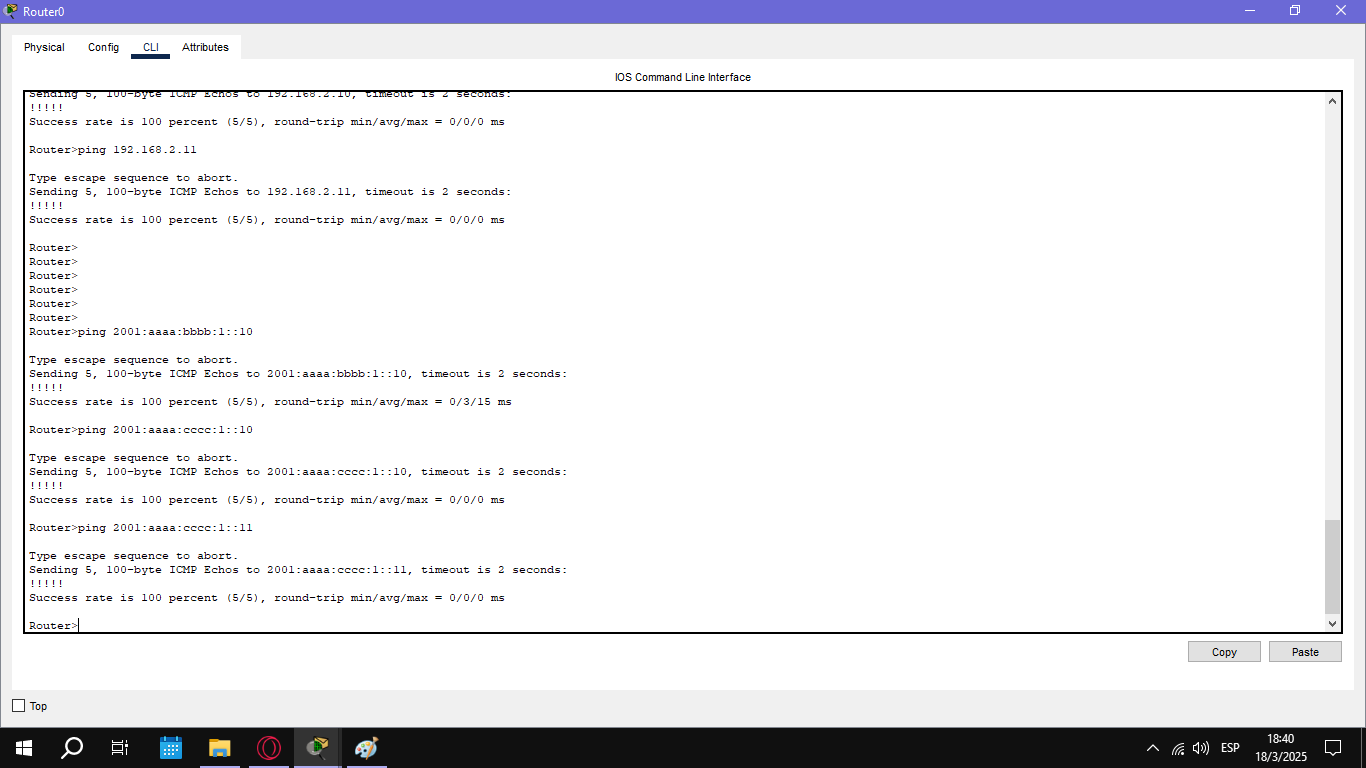 Router0
Physical Config CLI Attributes
IOS Command Line Interface
Sending 5, 100-byte ICMP Echos to 192.168.2.10, timeout is 2 seconds:
!!!!!
Success rate is 100 percent (5/5), round-trip min/avg/max = 0/0/0 ms
Router>ping 192.168.2.11
Type escape sequence to abort.
Sending 5, 100-byte ICMP Echos to 192.168.2.11, timeout is 2 seconds:
!!!!!
Success rate is 100 percent (5/5), round-trip min/avg/max = 0/0/0 ms
Router>
Router>
Router>
Router>
Router>
Router>
Router>ping 2001:aaaa:bbbb:1::10
Type escape sequence to abort.
Sending 5, 100-byte ICMP Echos to 2001:aaaa:bbbb:1::10, timeout is 2 seconds:
!!!!!
Success rate is 100 percent (5/5), round-trip min/avg/max = 0/3/15 ms
Router>ping 2001:aaaa:cccc:1::10
Type escape sequence to abort.
Sending 5, 100-byte ICMP Echos to 2001:aaaa:cccc:1::10, timeout is 2 seconds:
!!!!!
Success rate is 100 percent (5/5), round-trip min/avg/max = 0/0/0 ms
Router>ping 2001:aaaa:cccc:1::11
Type escape sequence to abort.
Sending 5, 100-byte ICMP Echos to 2001:aaaa:cccc:1::11, timeout is 2 seconds:
!!!!!
Success rate is 100 percent (5/5), round-trip min/avg/max = 0/0/0 ms
Router>
Copy Paste
Top
ESP
18:40
18/3/2025